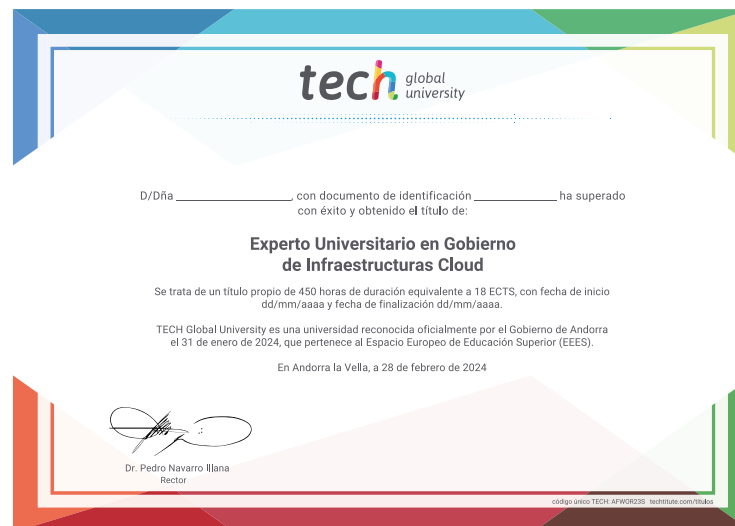 tech global university
D/Dña ____________, con documento de identificación ____________ ha superado
con éxito y obtenido el título de:
Experto Universitario en Gobierno
de Infraestructuras Cloud
Se trata de un título propio de 450 horas de duración equivalente a 18 ECTS, con fecha de inicio
dd/mm/aaaa y fecha de finalización dd/mm/aaaa.
TECH Global University es una universidad reconocida oficialmente por el Gobierno de Andorra
el 31 de enero de 2024, que pertenece al Espacio Europeo de Educación Superior (EEES).
En Andorra la Vella, a 28 de febrero de 2024
Dr. Pedro Navarro Illana
Rector
código único TECH: AFWOR23S techtitute.com/titulos